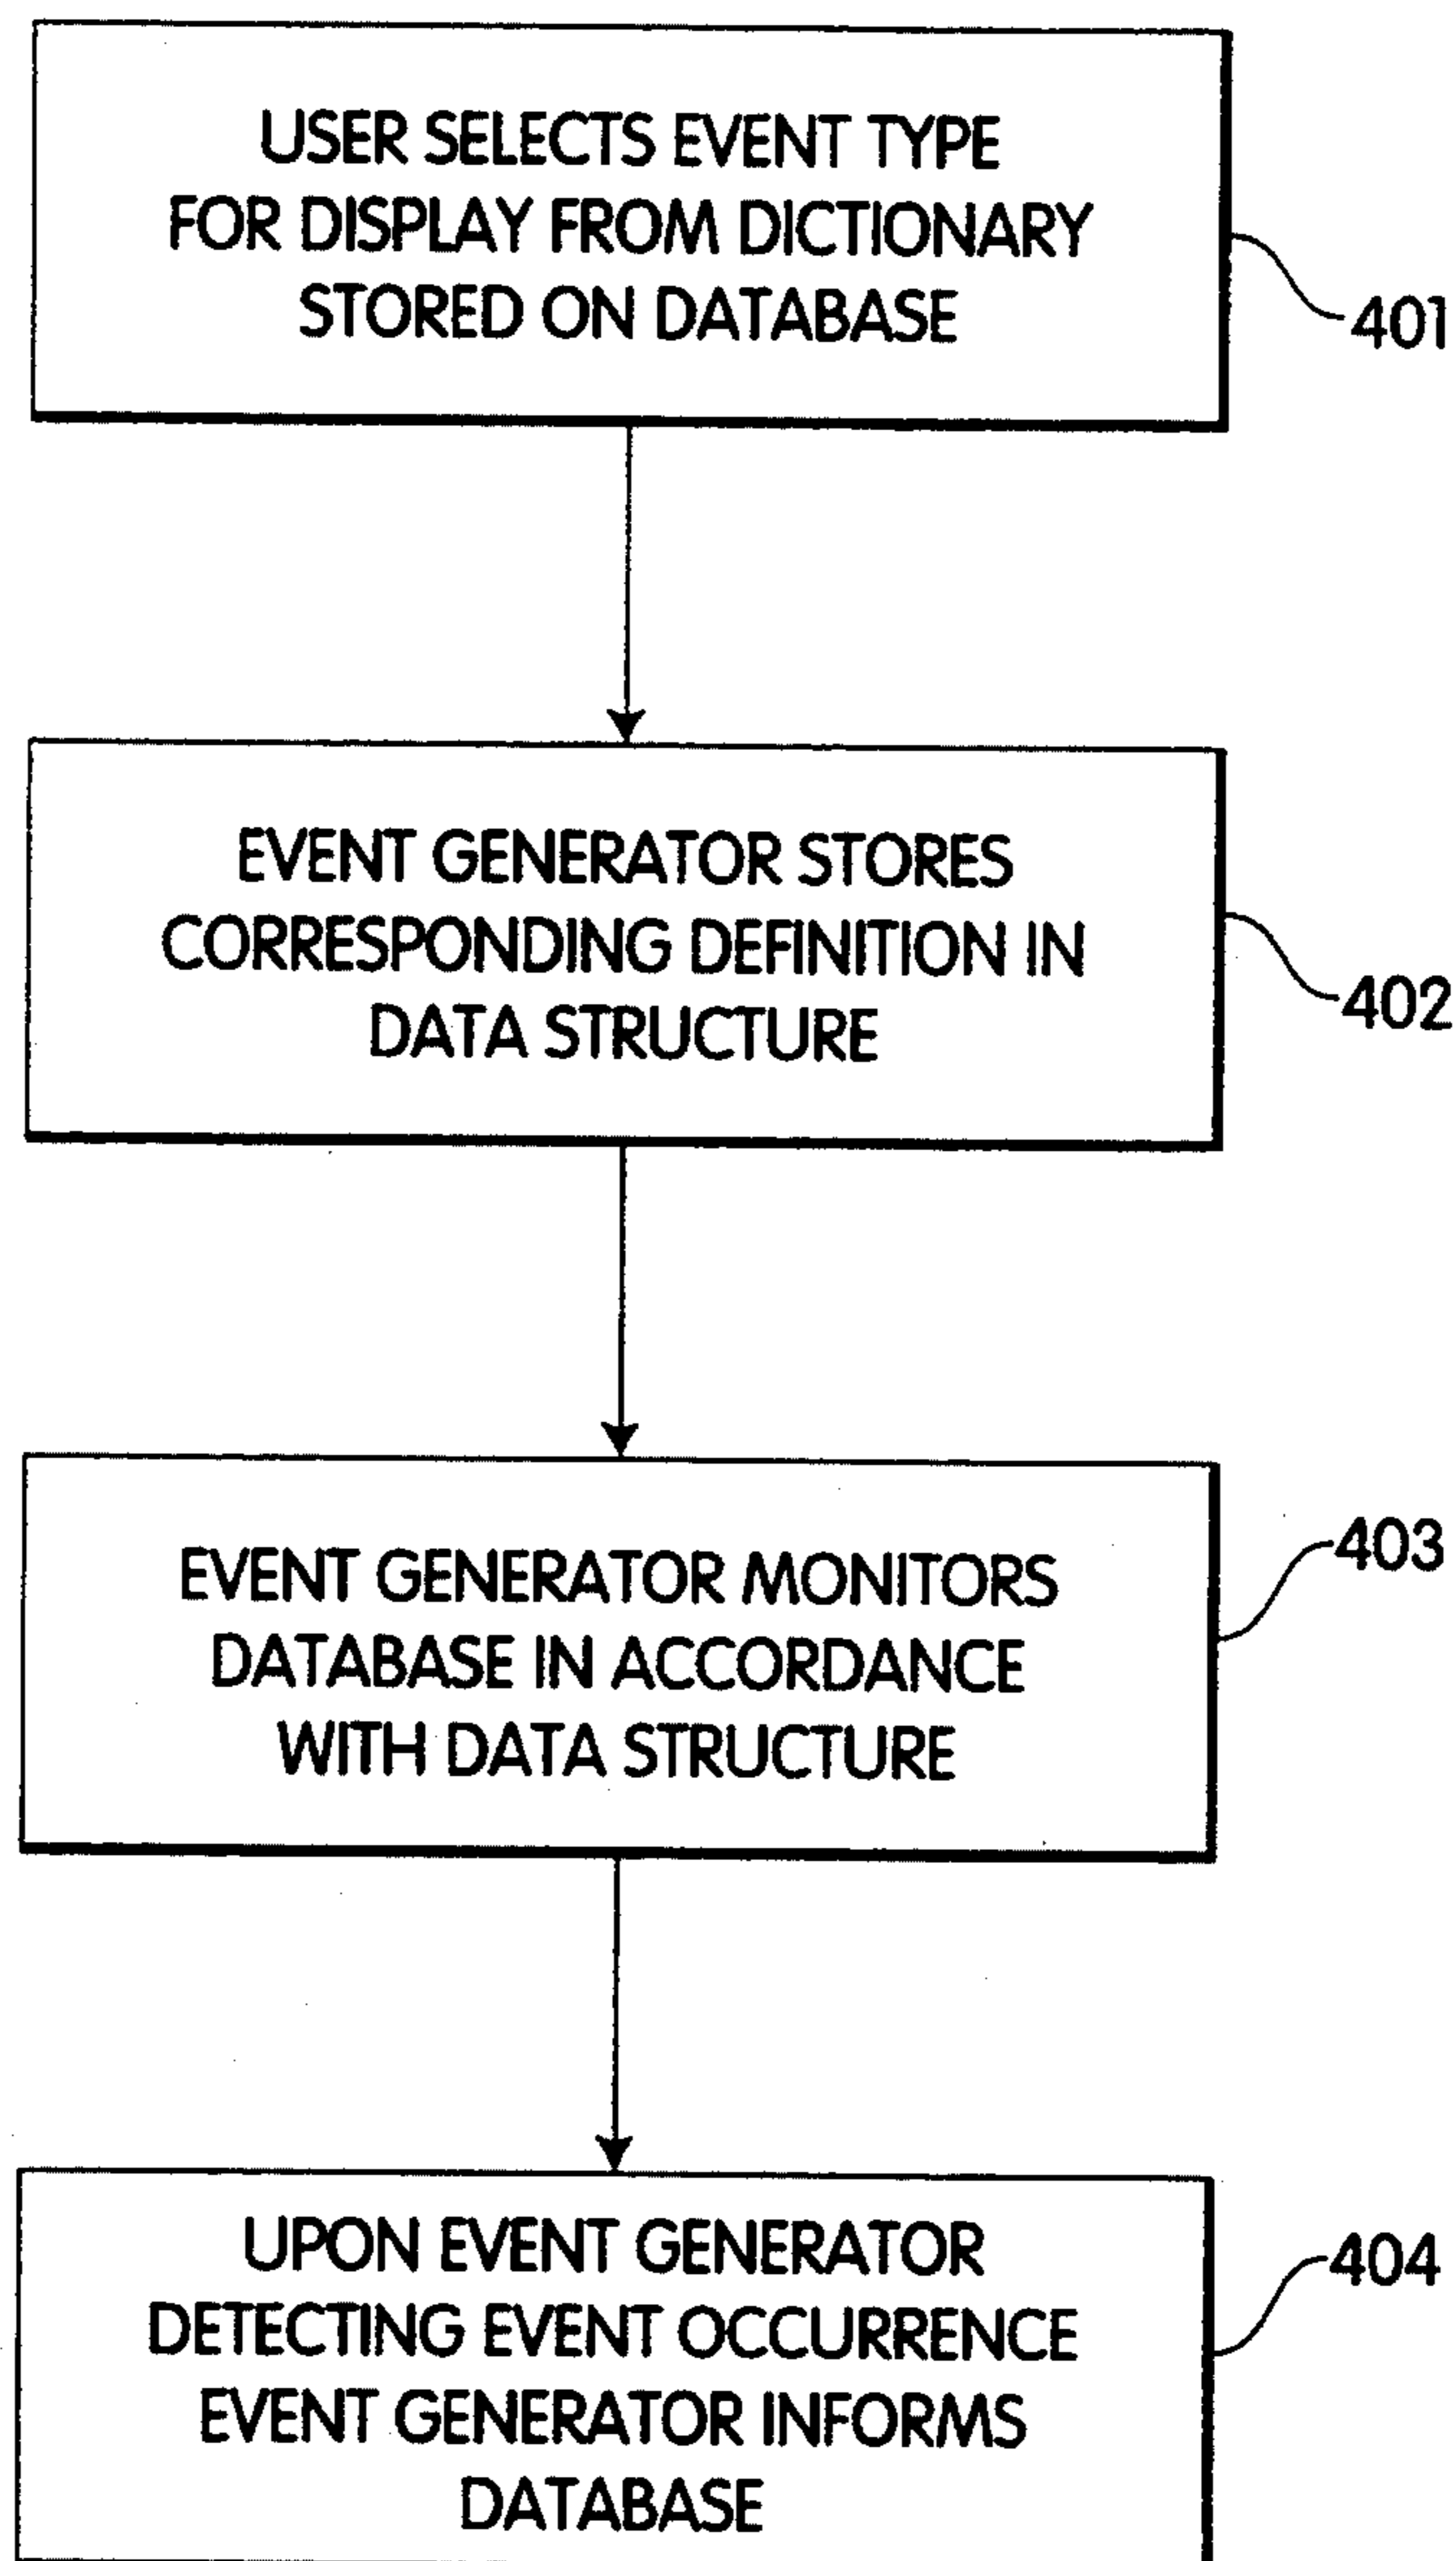 USER SELECTS EVENT TYPE
FOR DISPLAY FROM DICTIONARY
STORED ON DATABASE
401
EVENT GENERATOR STORES
CORRESPONDING DEFINITION IN
DATA STRUCTURE
402
EVENT GENERATOR MONITORS
DATABASE IN ACCORDANCE
WITH DATA STRUCTURE
403
UPON EVENT GENERATOR
DETECTING EVENT OCCURRENCE
EVENT GENERATOR INFORMS
DATABASE
404